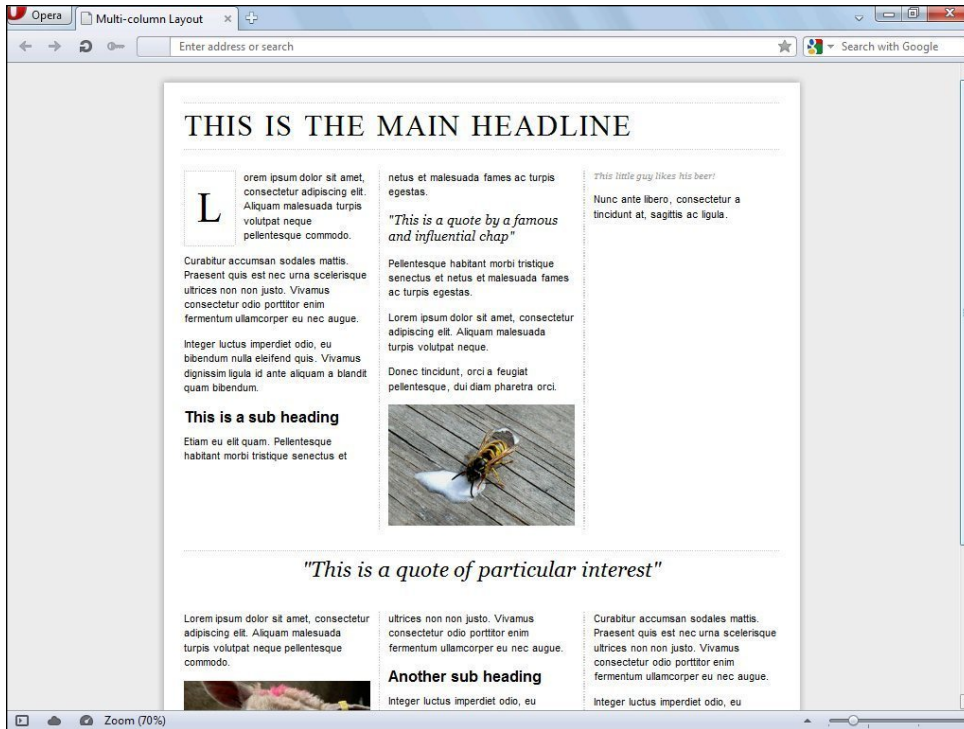 Opera
Multi-column Layout
Enter address or search
Search with Google
THIS IS THE MAIN HEADLINE
Lorem ipsum dolor sit amet,
consectetur adipiscing elit.
Aliquam malesuada turpis
volutpat neque
pellentesque commodo.
Curabitur accumsan sodales mattis.
Praesent quis est nec urna scelerisque
ultrices non non justo. Vivamus
consectetur odio porttitor enim
fermentum ullamcorper eu nec augue.
Integer luctus imperdiet odio, eu
bibendum nulla eleifend quis. Vivamus
dignissim ligula id ante aliquam a blandit
quam bibendum.
This is a sub heading
Etiam eu elit quam. Pellentesque
habitant morbi tristique senectus et
netus et malesuada fames ac turpis
egestas.
"This is a quote by a famous
and influential chap"
Pellentesque habitant morbi tristique
senectus et netus et malesuada fames
ac turpis egestas.
Lorem ipsum dolor sit amet, consectetur
adipiscing elit. Aliquam malesuada
turpis volutpat neque.
Donec tincidunt, orci a feugiat
pellentesque, dui diam pharetra orci.
This little guy likes his beer!
Nunc ante libero, consectetur a
tincidunt at, sagittis ac ligula.
"This is a quote of particular interest"
Lorem ipsum dolor sit amet, consectetur
adipiscing elit. Aliquam malesuada
turpis volutpat neque pellentesque
commodo.
ultrices non non justo. Vivamus
consectetur odio porttitor enim
fermentum ullamcorper eu nec augue.
Another sub heading
Integer luctus imperdiet odio, eu
Curabitur accumsan sodales mattis.
Praesent quis est nec urna scelerisque
ultrices non non justo. Vivamus
consectetur odio porttitor enim
fermentum ullamcorper eu nec augue.
Integer luctus imperdiet odio, eu
Zoom (70%)